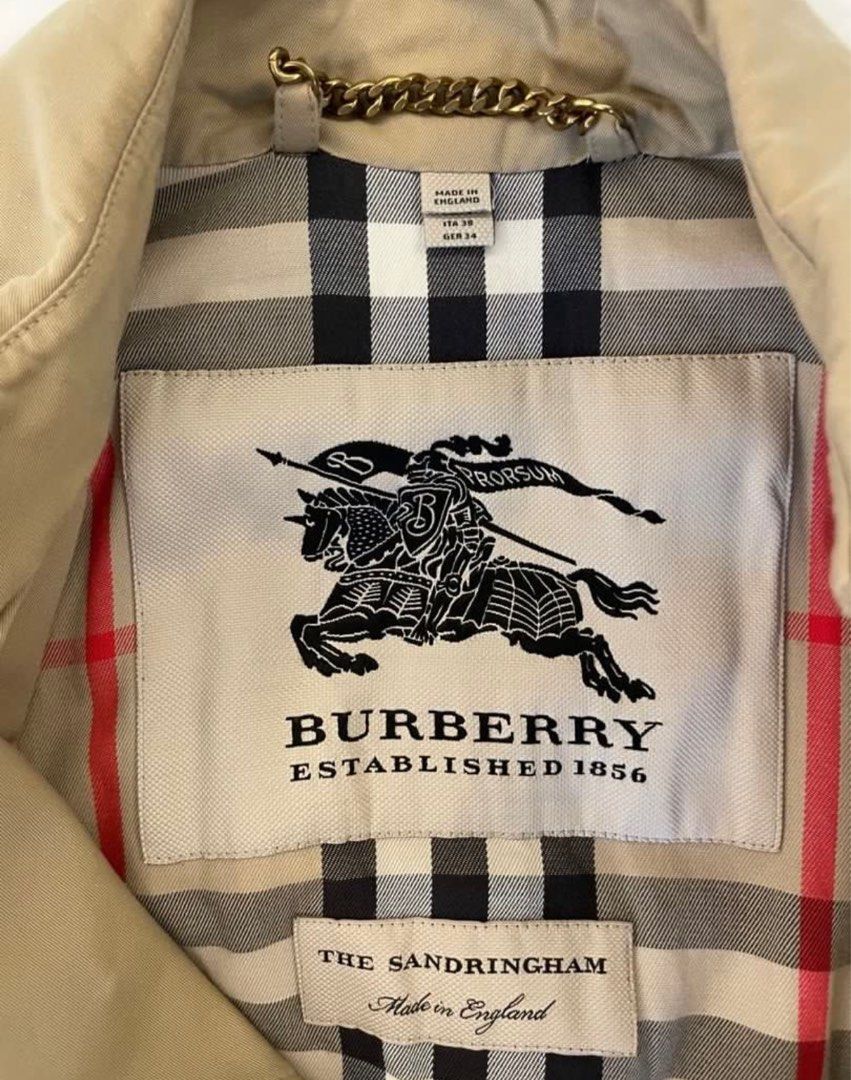 MADE IN
ENGLAND
ITA 38
GER 34
B
PRORSUM
B
BURBERRY
ESTABLISHED 1856
THE SANDRINGHAM
Made in England